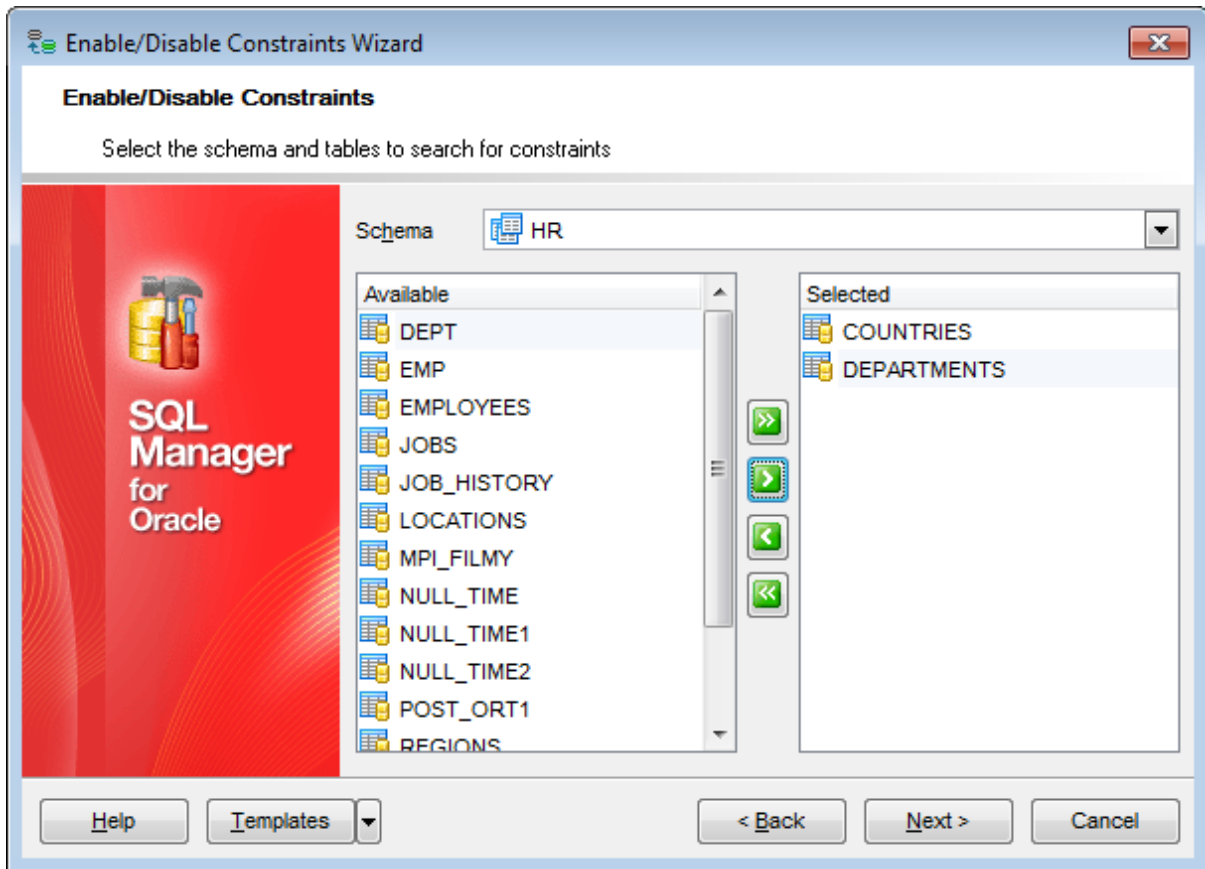 Enable/Disable Constraints Wizard
Enable/Disable Constraints
Select the schema and tables to search for constraints
SQL
Manager
for
Oracle
Schema
HR
Available
DEPT
EMP
EMPLOYEES
JOBS
JOB_HISTORY
LOCATIONS
MPI_FILMY
NULL_TIME
NULL_TIME1
NULL_TIME2
POST_ORT1
REGIONS
Selected
COUNTRIES
DEPARTMENTS
Help
Templates
< Back
Next >
Cancel